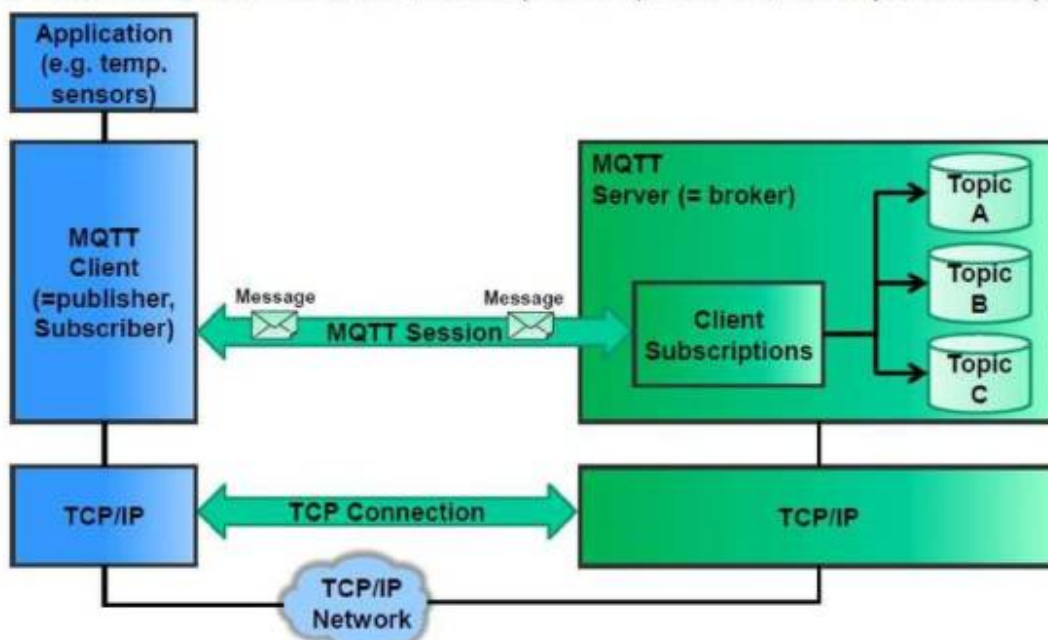 Application
(e.g. temp.
sensors)
MQTT
Client
(=publisher,
Subscriber)
Message
Message
MQTT Session
MQTT
Server (= broker)
Client
Subscriptions
Topic
A
Topic
B
Topic
C
TCP/IP
TCP Connection
TCP/IP
TCP/IP
Network